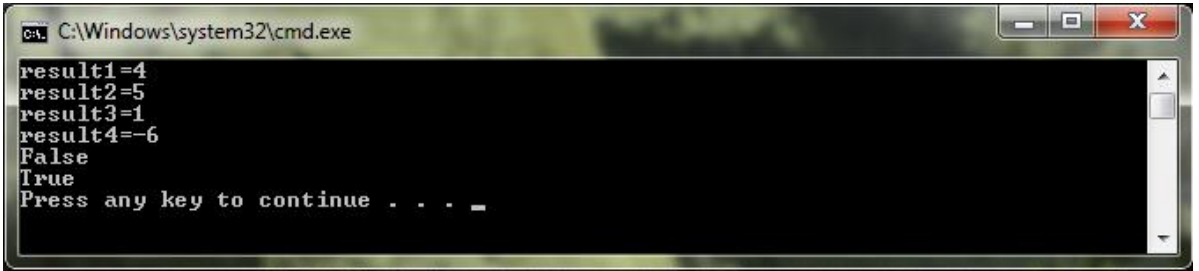 C:\Windows\system32\cmd.exe
result1=4
result2=5
result3=1
result4=-6
False
True
Press any key to continue . . . _